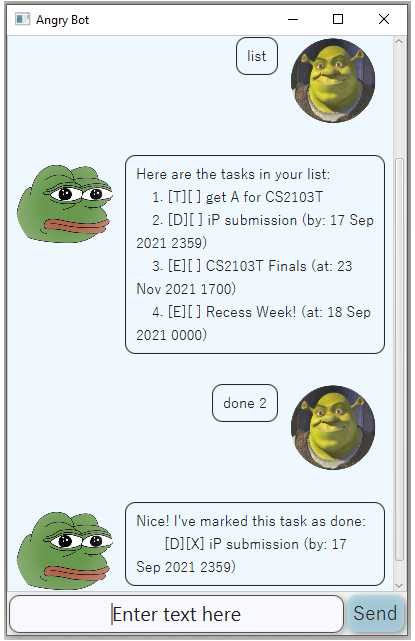 Angry Bot
list
Here are the tasks in your list:
1. [T][ ] get A for CS2103T
2. [D][ ] iP submission (by: 17 Sep
2021 2359)
3. [E][ ] CS2103T Finals (at: 23
Nov 2021 1700)
4. [E][ ] Recess Week! (at: 18 Sep
2021 0000)
done 2
Nice! I've marked this task as done:
[D][X] iP submission (by: 17
Sep 2021 2359)
Enter text here
Send